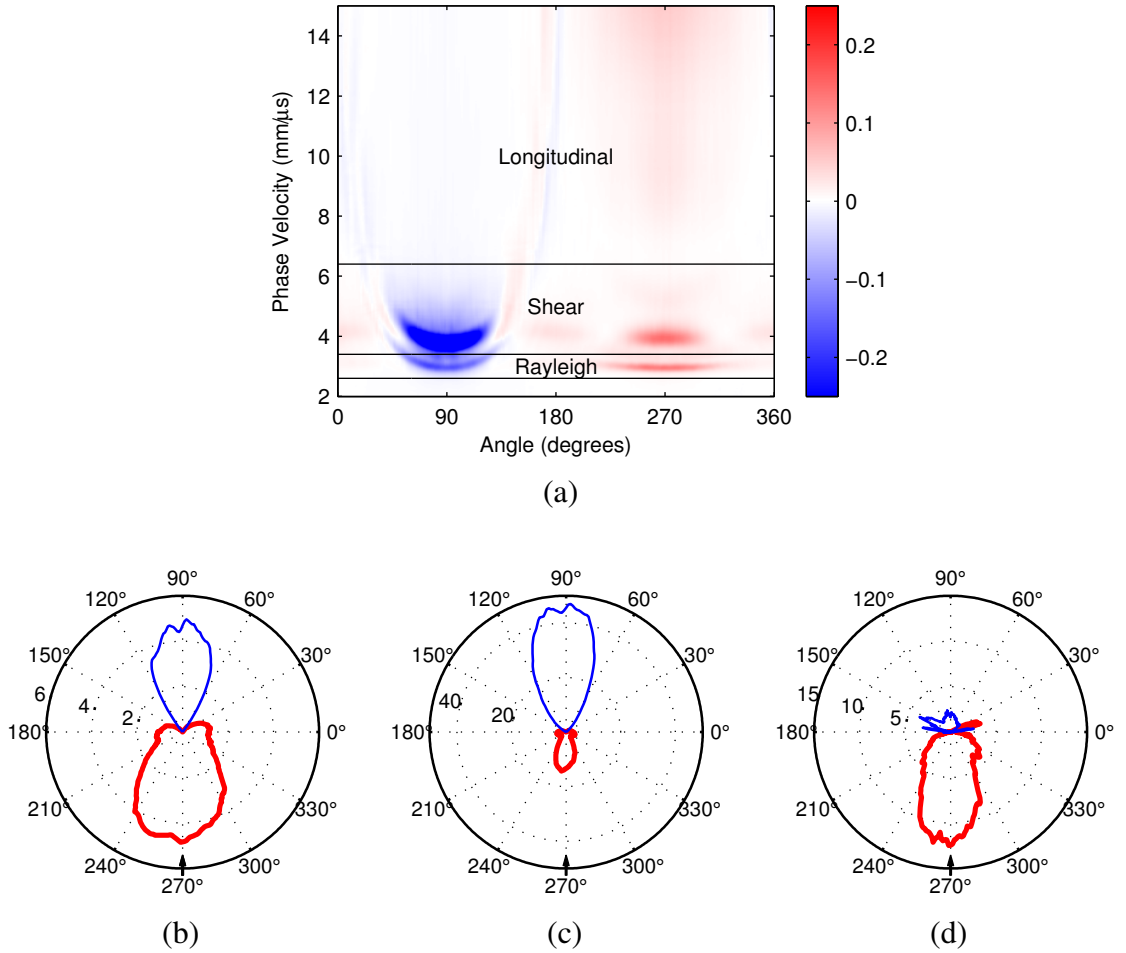 14
12
10
8
6
4
2
Phase Velocity (mm/µs)
Longitudinal
Shear
Rayleigh
0 90 180 270 360
Angle (degrees)
0.2
0.1
0
−0.1
−0.2
(a)
90°
120° 60°
150° 30°
6 4 2
180° 0°
210° 330°
240° 300°
270°
(b)
90°
120° 60°
150° 30°
40 20
180° 0°
210° 330°
240° 300°
270°
(c)
90°
120° 60°
150° 30°
15 10 5
180° 0°
210° 330°
240° 300°
270°
(d)